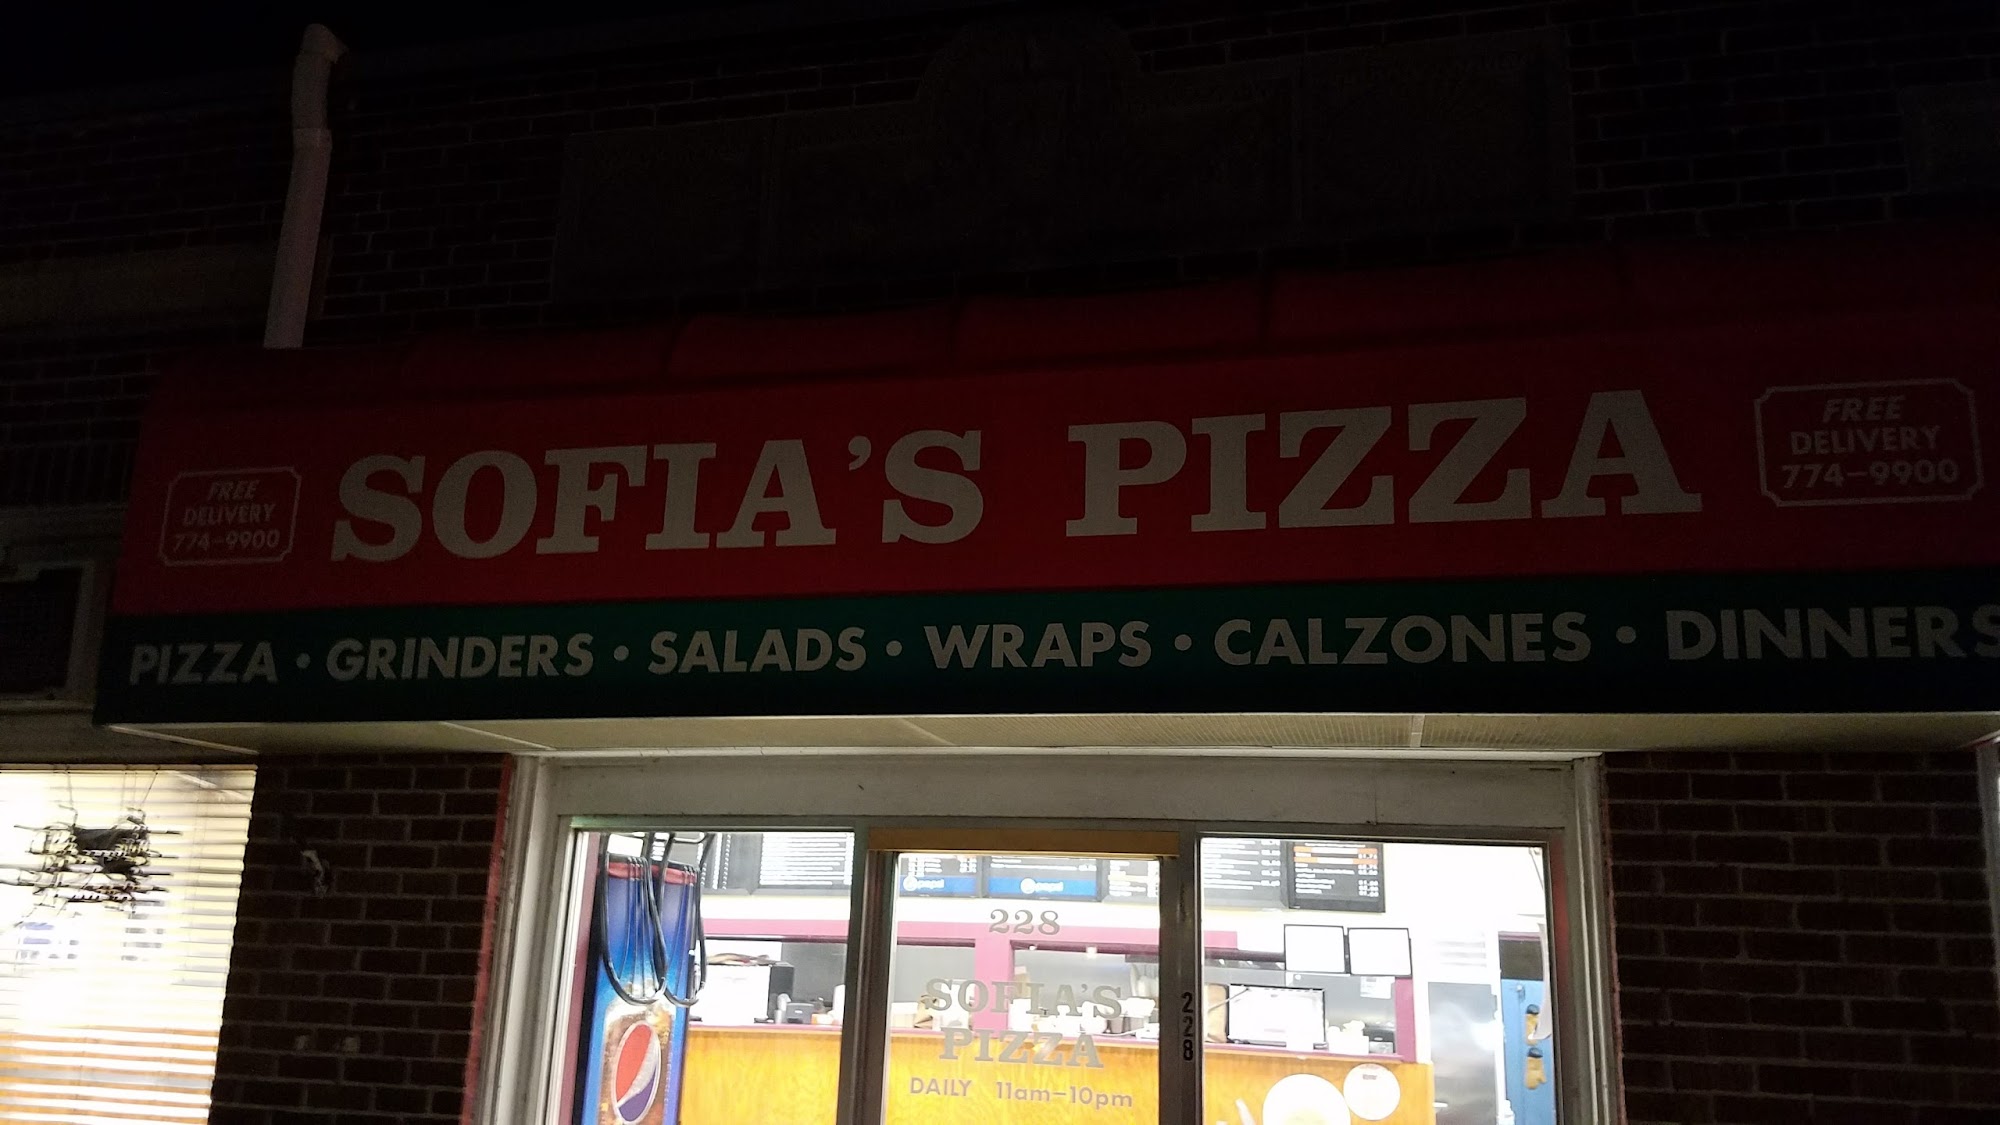 FREE
DELIVERY
774-9900
SOFIA'S PIZZA
FREE
DELIVERY
774-9900
PIZZA • GRINDERS • SALADS • WRAPS • CALZONES • DINNERS
228
SOFIA'S
PIZZA
DAILY 11am-10pm
228